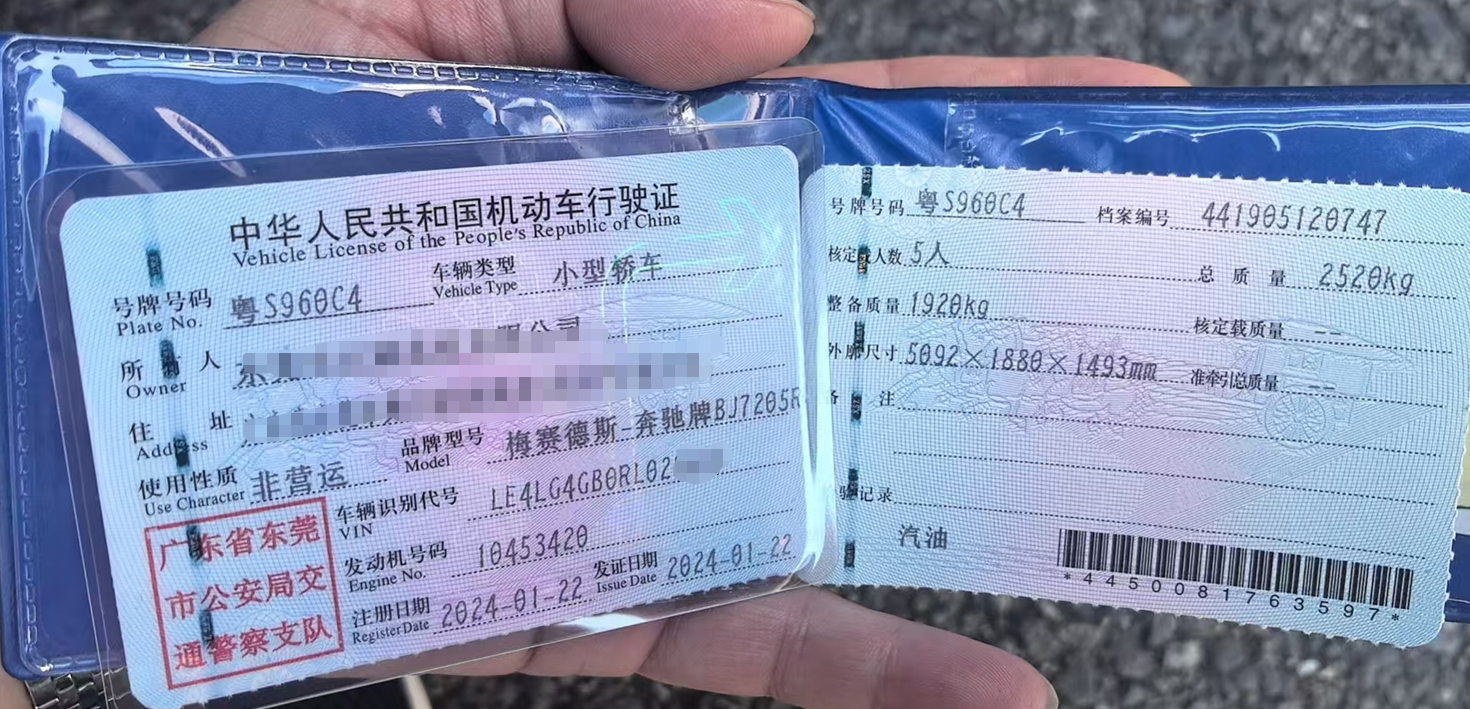 中华人民共和国机动车行驶证
Vehicle License of the People's Republic of China
号牌号码 粤S960C4 车辆类型 小型轿车
Plate No. Vehicle Type
所有人 公司
Owner
住址
Address
品牌型号 梅赛德斯-奔驰牌BJ7205R
Model
使用性质 非营运
Use Character
车辆识别代号 LE4LG4GB0RL02
VIN
发动机号码 10453420
Engine No.
注册日期 2024-01-22 发证日期 2024-01-22
Register Date Issue Date
广东省东莞
市公安局交
通警察支队
号牌号码 粤S960C4 档案编号 441905120747
核定载人数 5人 总质量 2520kg
整备质量 1920kg 核定载质量 --
外廓尺寸 5092×1880×1493mm 准牵引总质量 --
备注
检验记录
汽油
*4450081763597*